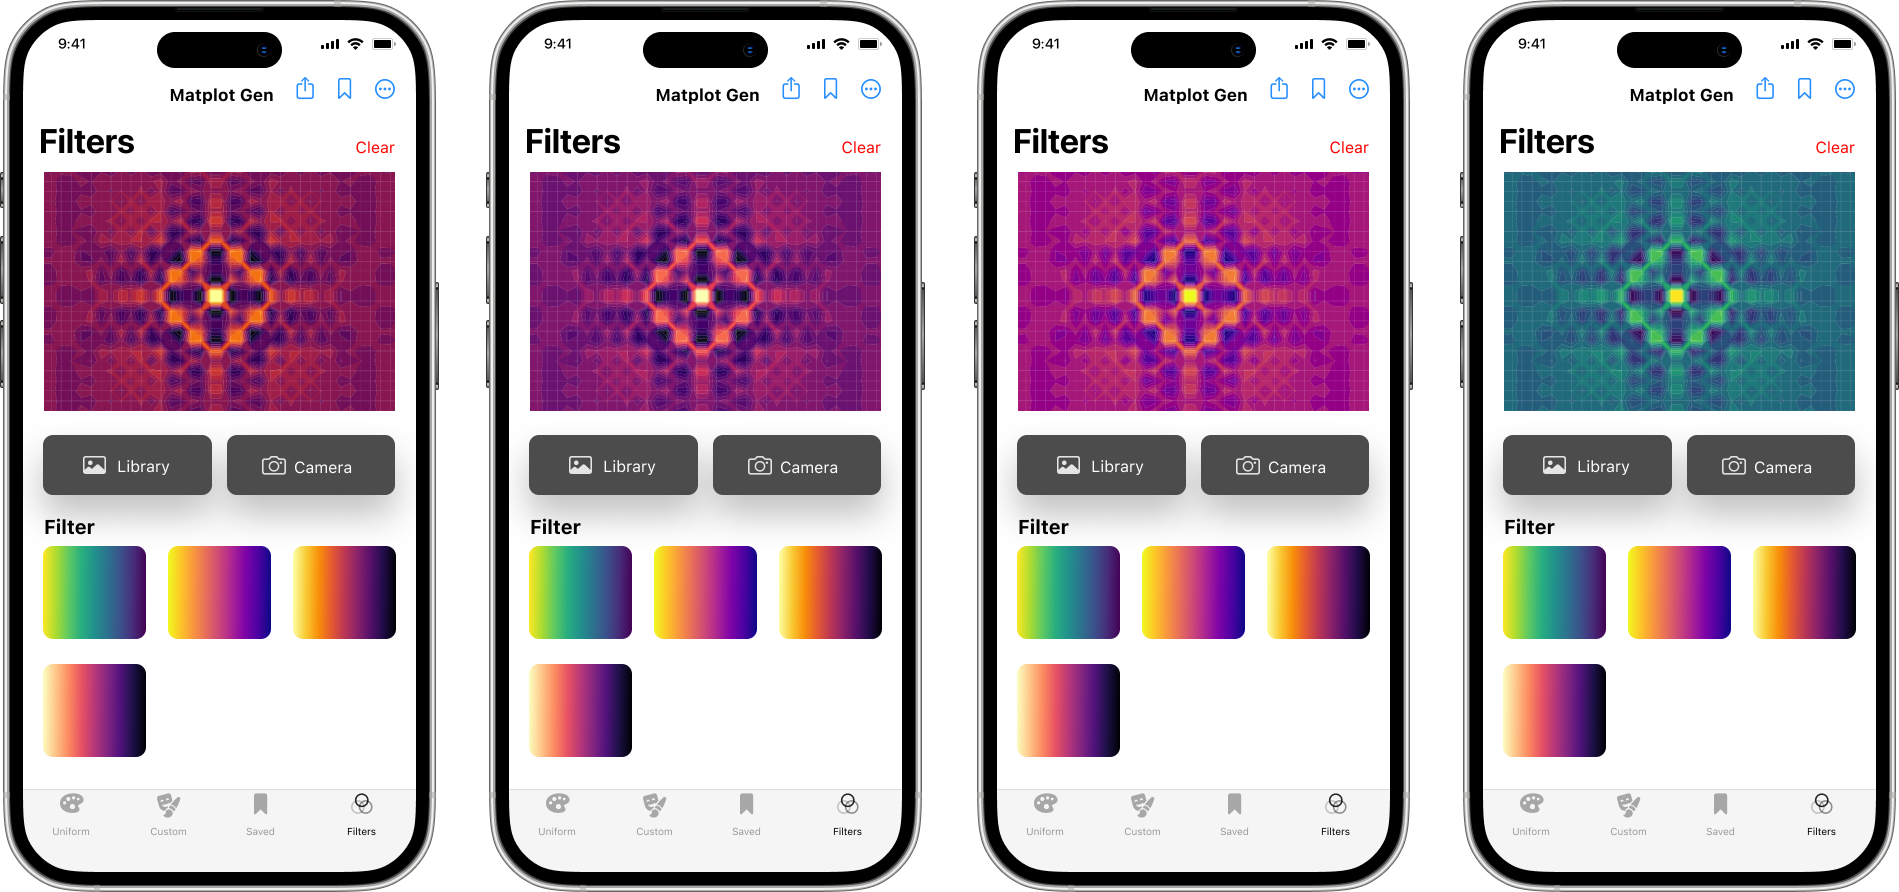 9:41
Matplot Gen
Filters
Clear
Library
Camera
Filter
Uniform
Custom
Saved
Filters
9:41
Matplot Gen
Filters
Clear
Library
Camera
Filter
Uniform
Custom
Saved
Filters
9:41
Matplot Gen
Filters
Clear
Library
Camera
Filter
Uniform
Custom
Saved
Filters
9:41
Matplot Gen
Filters
Clear
Library
Camera
Filter
Uniform
Custom
Saved
Filters